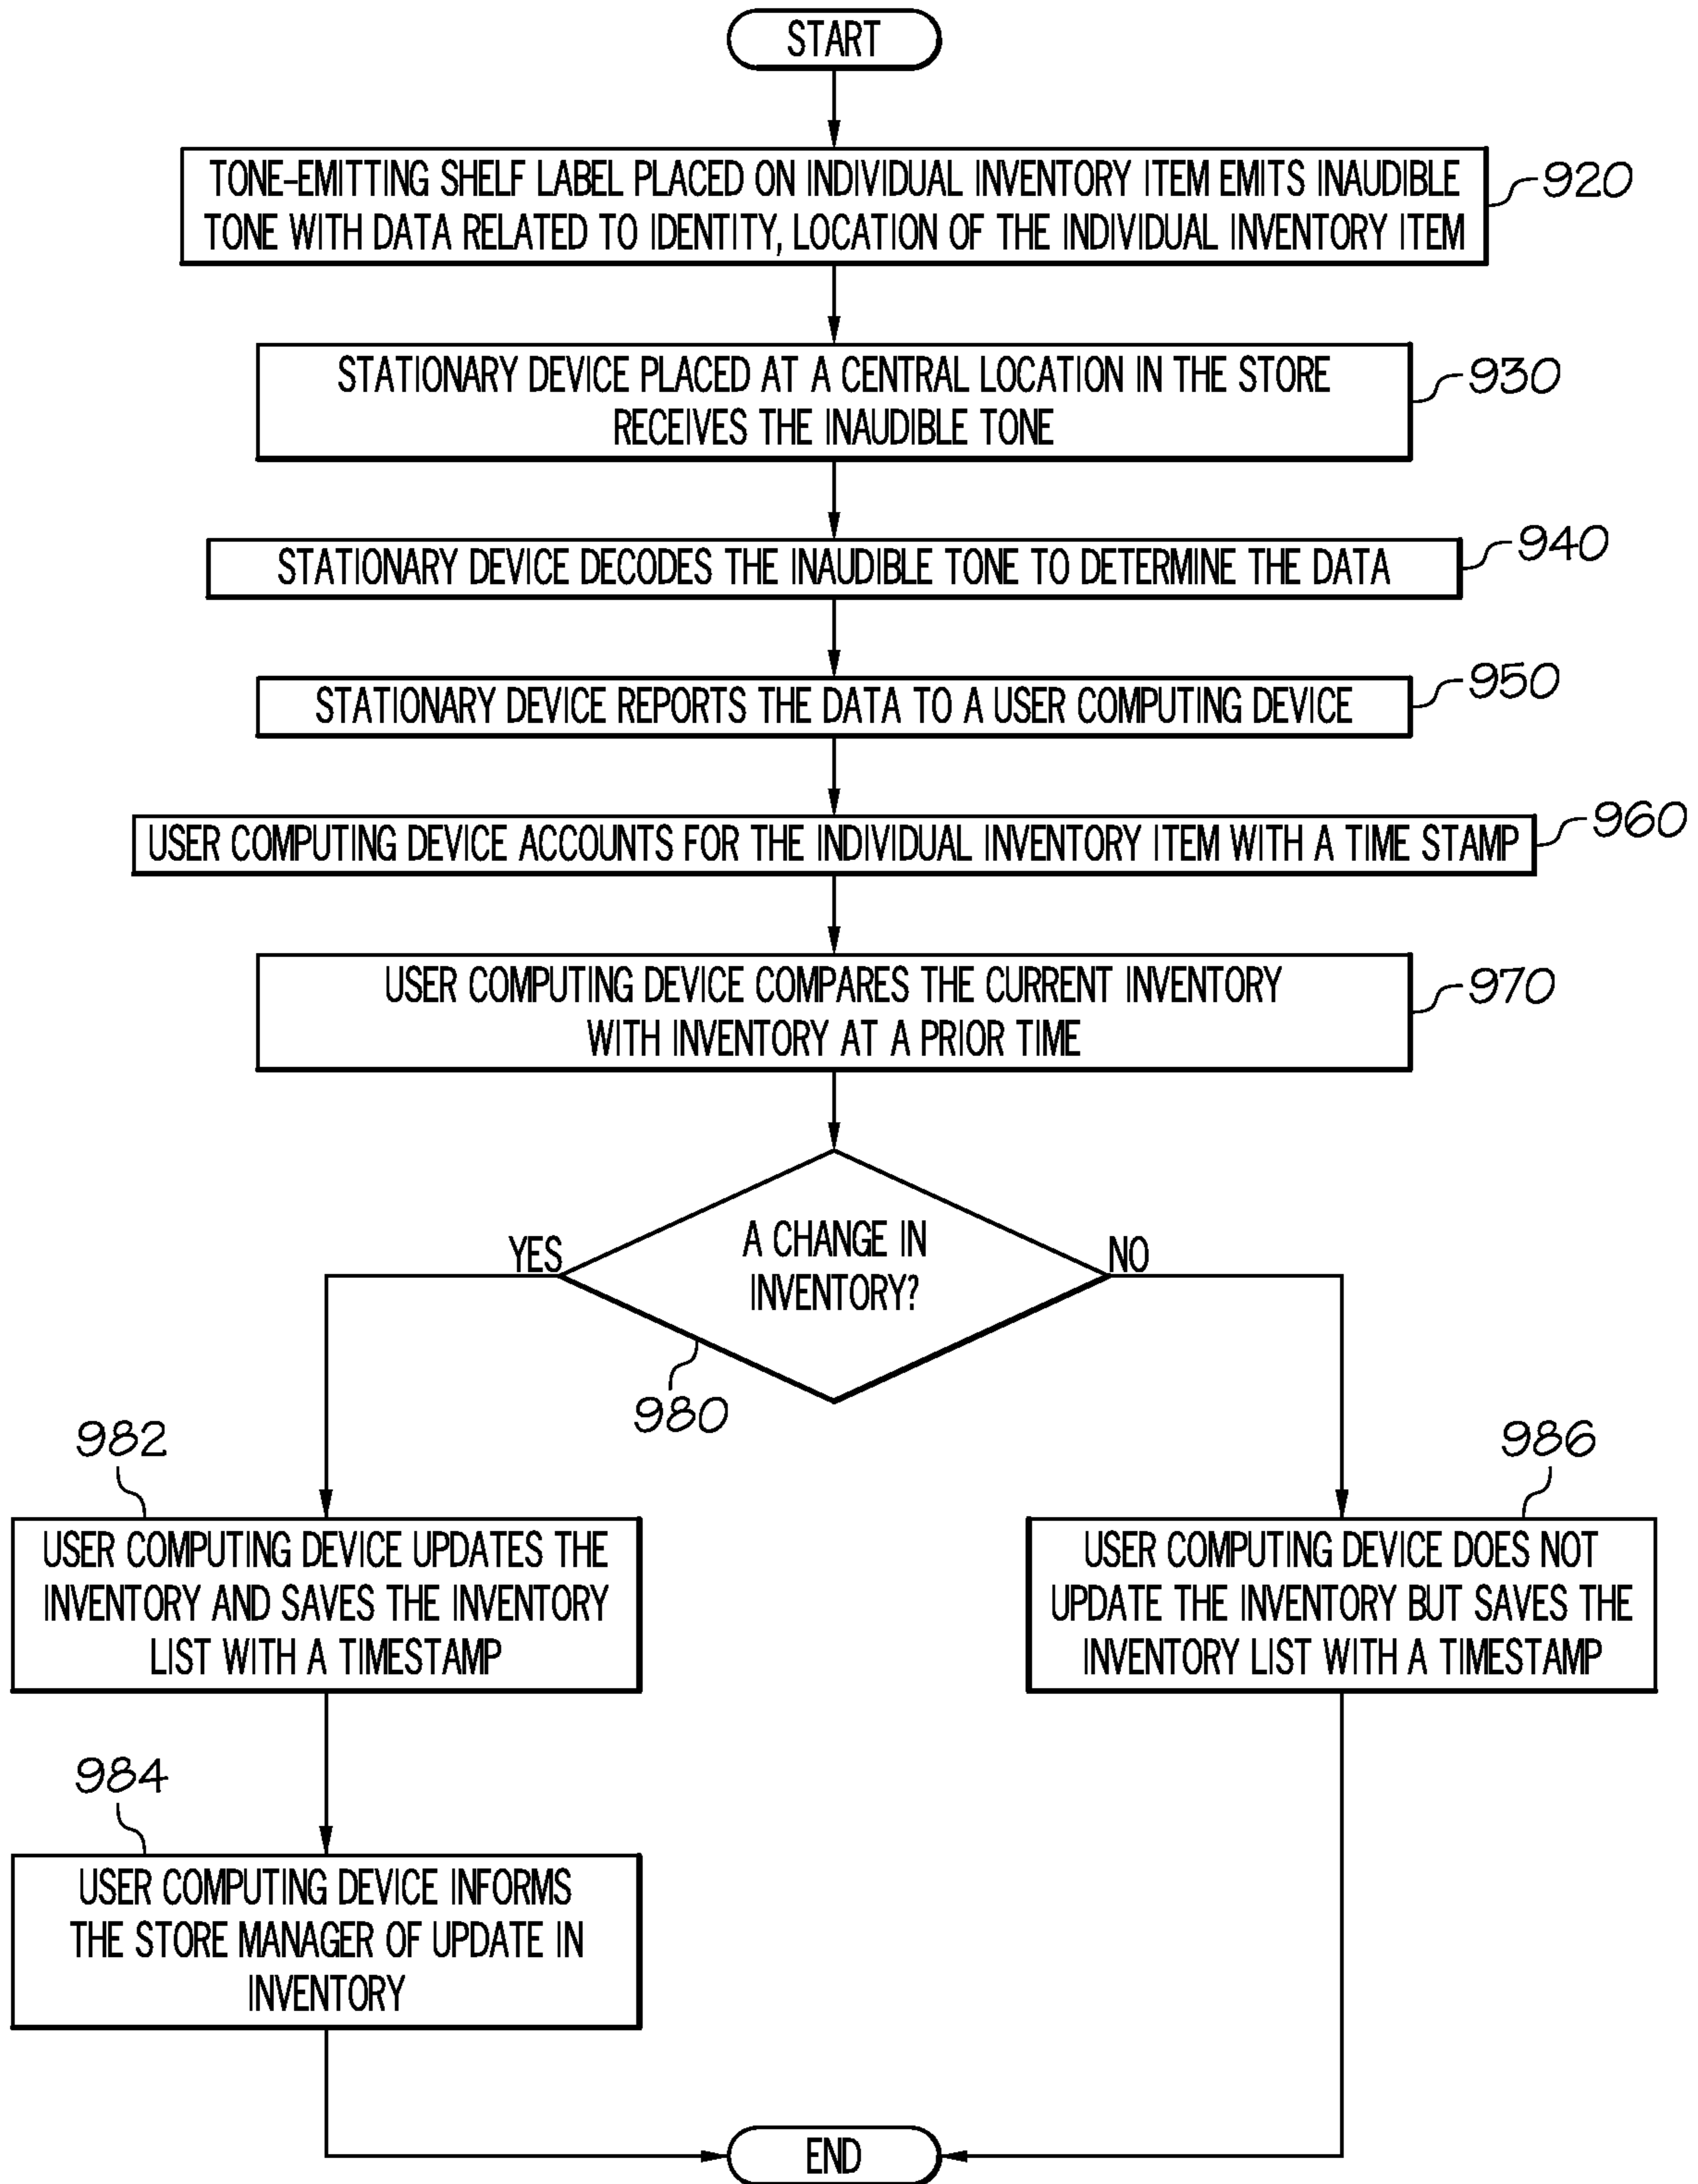 START
TONE-EMITTING SHELF LABEL PLACED ON INDIVIDUAL INVENTORY ITEM EMITS INAUDIBLE
TONE WITH DATA RELATED TO IDENTITY, LOCATION OF THE INDIVIDUAL INVENTORY ITEM
920
STATIONARY DEVICE PLACED AT A CENTRAL LOCATION IN THE STORE
RECEIVES THE INAUDIBLE TONE
930
STATIONARY DEVICE DECODES THE INAUDIBLE TONE TO DETERMINE THE DATA
940
STATIONARY DEVICE REPORTS THE DATA TO A USER COMPUTING DEVICE
950
USER COMPUTING DEVICE ACCOUNTS FOR THE INDIVIDUAL INVENTORY ITEM WITH A TIME STAMP
960
USER COMPUTING DEVICE COMPARES THE CURRENT INVENTORY
WITH INVENTORY AT A PRIOR TIME
970
A CHANGE IN
INVENTORY?
YES
NO
980
982
USER COMPUTING DEVICE UPDATES THE
INVENTORY AND SAVES THE INVENTORY
LIST WITH A TIMESTAMP
986
USER COMPUTING DEVICE DOES NOT
UPDATE THE INVENTORY BUT SAVES THE
INVENTORY LIST WITH A TIMESTAMP
984
USER COMPUTING DEVICE INFORMS
THE STORE MANAGER OF UPDATE IN
INVENTORY
END